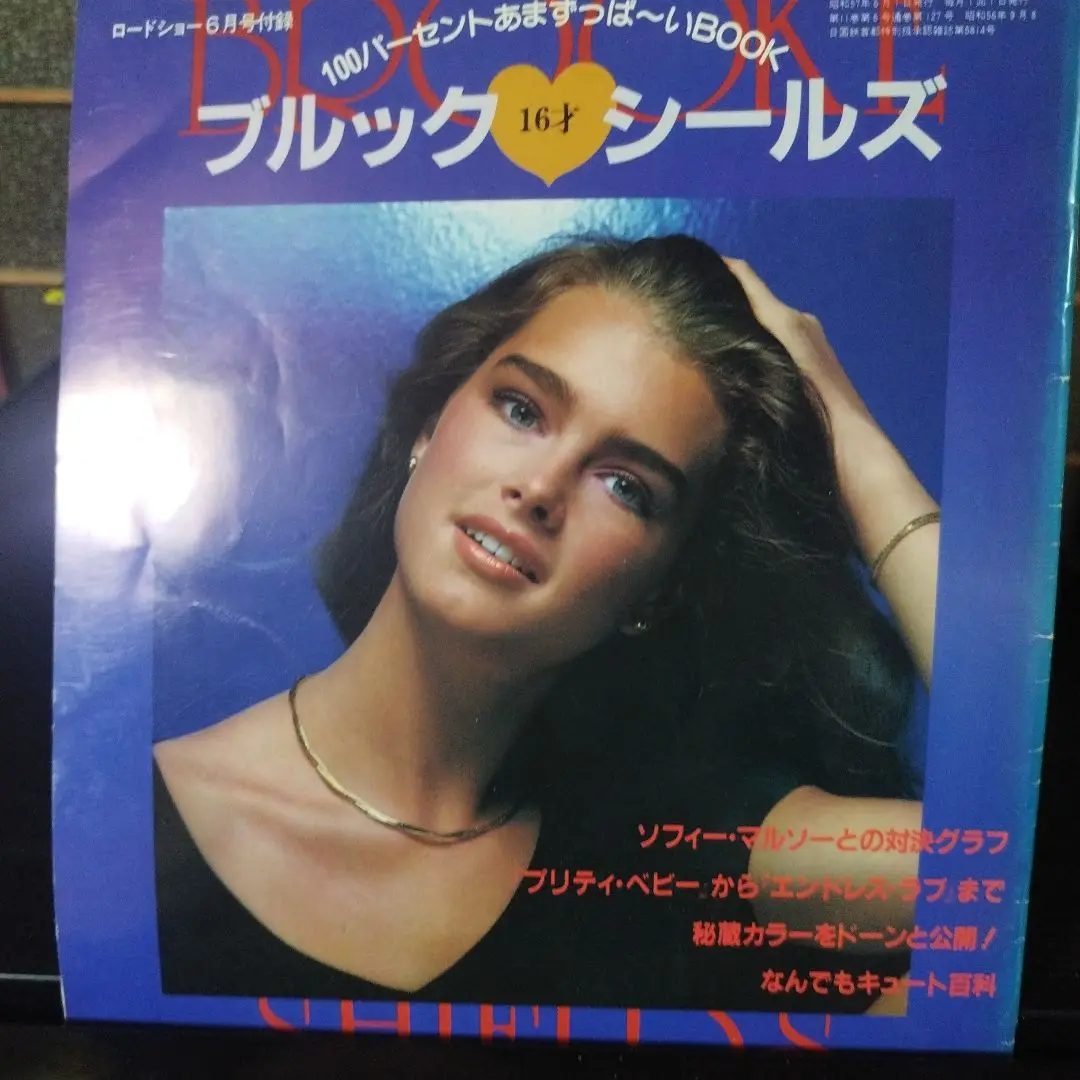 ロードショー6月号付録
100パーセントあまずっぱ～いBOOK
ブルック
16才
シールズ
ソフィー・マルソーとの対決グラフ
『プリティ・ベビー』から『エンドレス・ラブ』まで
秘蔵カラーをドーンと公開!
なんでもキュート百科